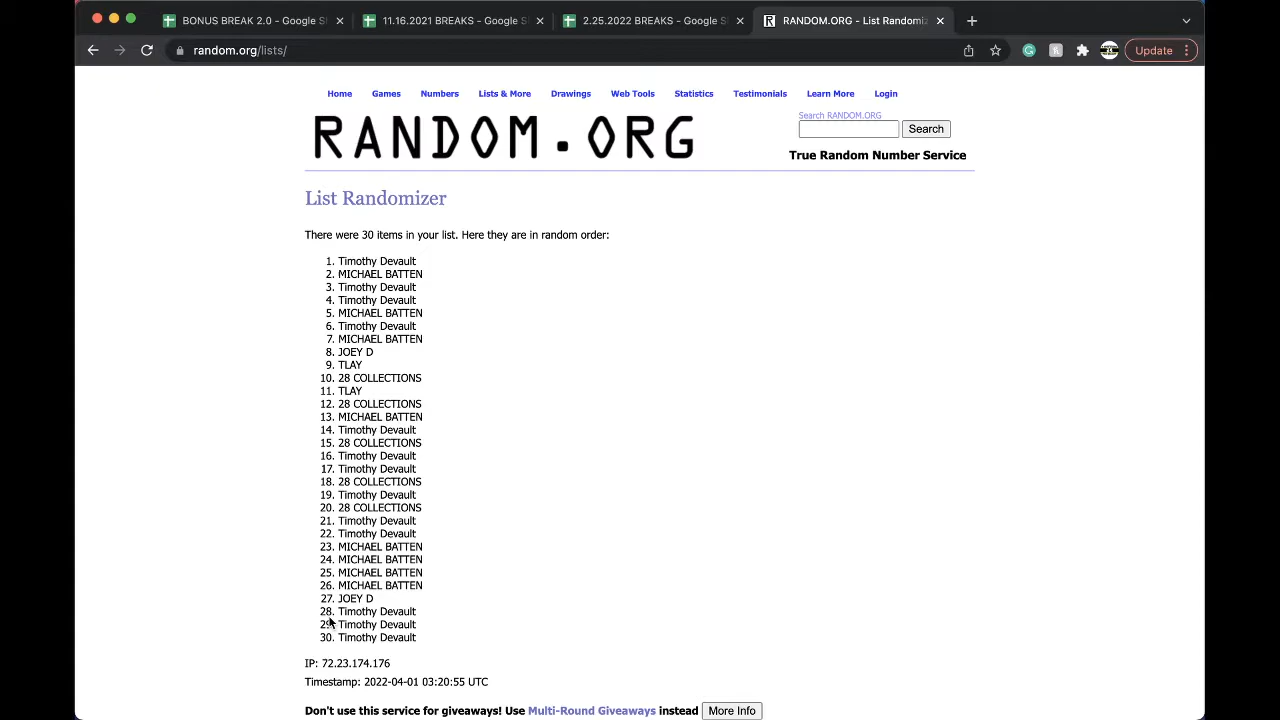 BONUS BREAK 2.0 - Google S
11.16.2021 BREAKS - Google S
2.25.2022 BREAKS - Google S
RANDOM.ORG - List Randomiz
random.org/lists/
Update
Home Games Numbers Lists & More Drawings Web Tools Statistics Testimonials Learn More Login
RANDOM.ORG
Search RANDOM.ORG
Search
True Random Number Service
List Randomizer
There were 30 items in your list. Here they are in random order:
1. Timothy Devault
2. MICHAEL BATTEN
3. Timothy Devault
4. Timothy Devault
5. MICHAEL BATTEN
6. Timothy Devault
7. MICHAEL BATTEN
8. JOEY D
9. TLAY
10. 28 COLLECTIONS
11. TLAY
12. 28 COLLECTIONS
13. MICHAEL BATTEN
14. Timothy Devault
15. 28 COLLECTIONS
16. Timothy Devault
17. Timothy Devault
18. 28 COLLECTIONS
19. Timothy Devault
20. 28 COLLECTIONS
21. Timothy Devault
22. Timothy Devault
23. MICHAEL BATTEN
24. MICHAEL BATTEN
25. MICHAEL BATTEN
26. MICHAEL BATTEN
27. JOEY D
28. Timothy Devault
29. Timothy Devault
30. Timothy Devault
IP: 72.23.174.176
Timestamp: 2022-04-01 03:20:55 UTC
Don't use this service for giveaways! Use Multi-Round Giveaways instead More Info